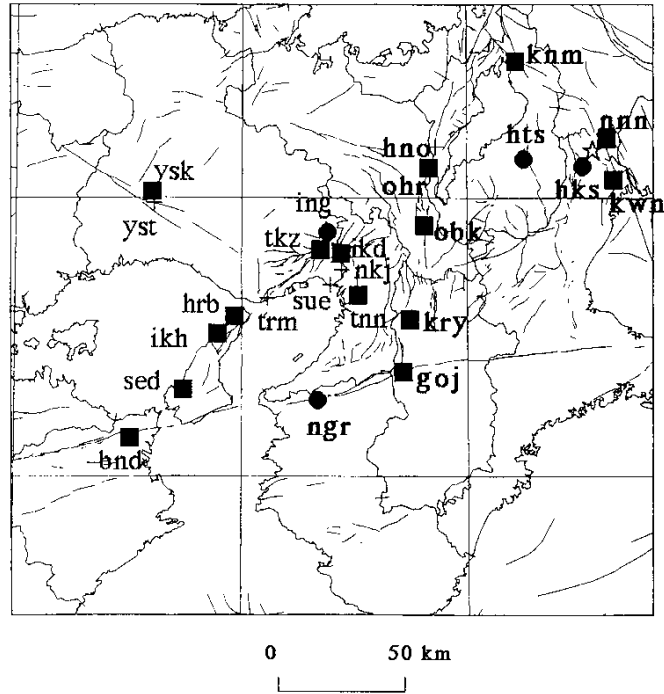 knm
nnn
hts
hno
ysk
ohr
hks
kwn
ing
yst
obk
tkz
ikd
nkj
sue
hrb
trm
tnn
kry
ikh
sed
goj
ngr
bnd
0 50 km